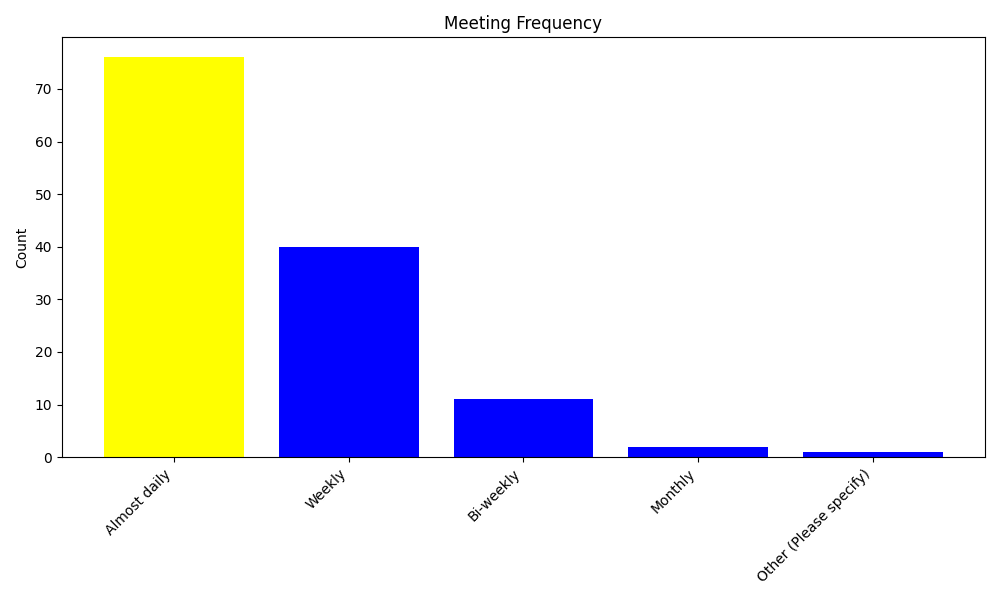 Meeting Frequency
Count
70
60
50
40
30
20
10
0
Almost daily
Weekly
Bi-weekly
Monthly
Other (Please specify)